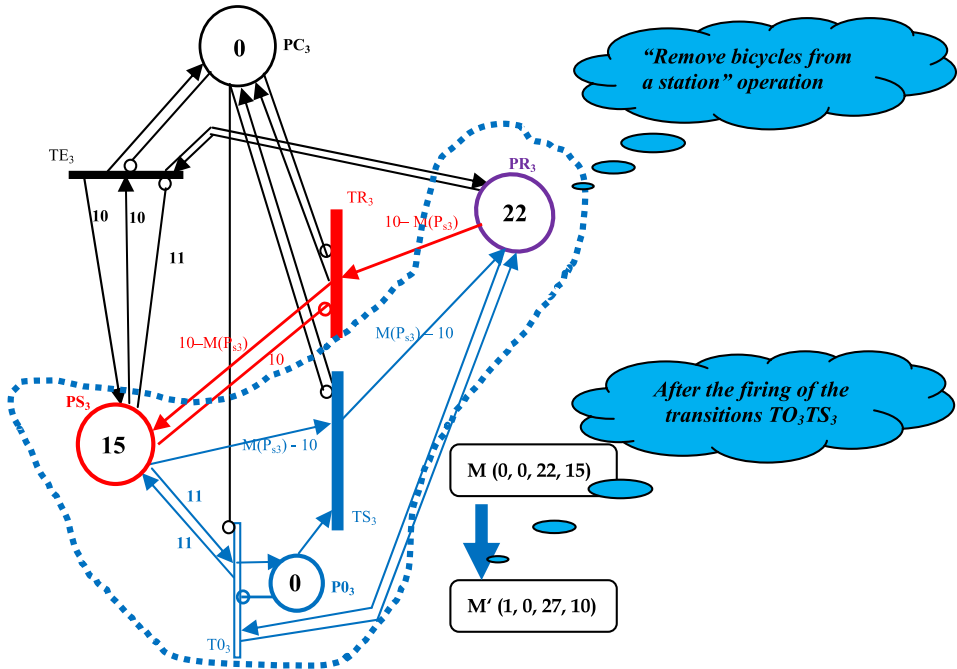 0
PC₃
“Remove bicycles from
a station” operation
TE₃
PR₃
22
10
10
11
TR₃
10– M(Pₛ₃)
10–M(Pₛ₃)
10
M(Pₛ₃)– 10
PS₃
15
M(Pₛ₃) - 10
After the firing of the
transitions TO₃TS₃
M (0, 0, 22, 15)
11
11
TS₃
0
P0₃
M‘ (1, 0, 27, 10)
T0₃